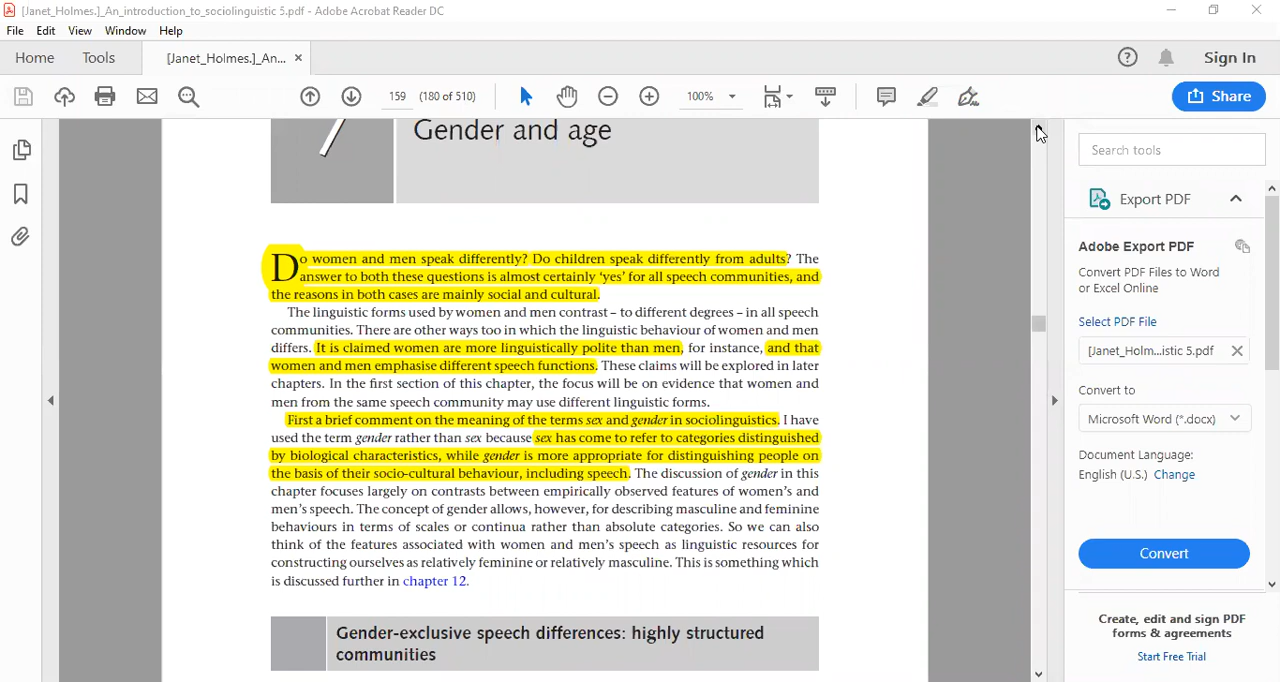 [Janet_Holmes.]_An_introduction_to_sociolinguistic 5.pdf - Adobe Acrobat Reader DC
File Edit View Window Help
Home Tools [Janet_Holmes.]_An... × Sign In
159 (180 of 510) 100% Share
7 Gender and age
Search tools
Export PDF
Adobe Export PDF
Convert PDF Files to Word
or Excel Online
Select PDF File
[Janet_Holm...istic 5.pdf
Convert to
Microsoft Word (*.docx)
Document Language:
English (U.S.) Change
Convert
Create, edit and sign PDF
forms & agreements
Start Free Trial
Do women and men speak differently? Do children speak differently from adults? The
answer to both these questions is almost certainly ‘yes’ for all speech communities, and
the reasons in both cases are mainly social and cultural.
The linguistic forms used by women and men contrast – to different degrees – in all speech
communities. There are other ways too in which the linguistic behaviour of women and men
differs. It is claimed women are more linguistically polite than men, for instance, and that
women and men emphasise different speech functions. These claims will be explored in later
chapters. In the first section of this chapter, the focus will be on evidence that women and
men from the same speech community may use different linguistic forms.
First a brief comment on the meaning of the terms sex and gender in sociolinguistics. I have
used the term gender rather than sex because sex has come to refer to categories distinguished
by biological characteristics, while gender is more appropriate for distinguishing people on
the basis of their socio-cultural behaviour, including speech. The discussion of gender in this
chapter focuses largely on contrasts between empirically observed features of women’s and
men’s speech. The concept of gender allows, however, for describing masculine and feminine
behaviours in terms of scales or continua rather than absolute categories. So we can also
think of the features associated with women and men’s speech as linguistic resources for
constructing ourselves as relatively feminine or relatively masculine. This is something which
is discussed further in chapter 12.
Gender-exclusive speech differences: highly structured
communities